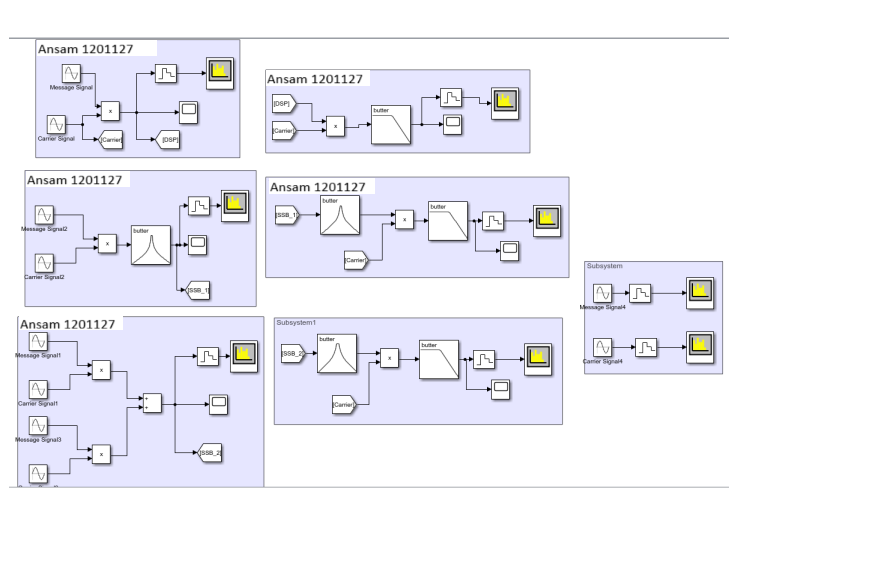 Ansam 1201127
Message Signal
x
Carrier Signal
[Carrier]
[DSP]
Ansam 1201127
[DSP]
[Carrier]
x
butter
Ansam 1201127
Message Signal2
Carrier Signal2
x
butter
[SSB_1]
Ansam 1201127
[SSB_1]
butter
x
butter
[Carrier]
Subsystem
Message Signal4
Carrier Signal4
Ansam 1201127
Message Signal1
x
Carrier Signal1
+
+
Message Signal3
x
[SSB_2]
Subsystem1
[SSB_2]
butter
x
butter
[Carrier]